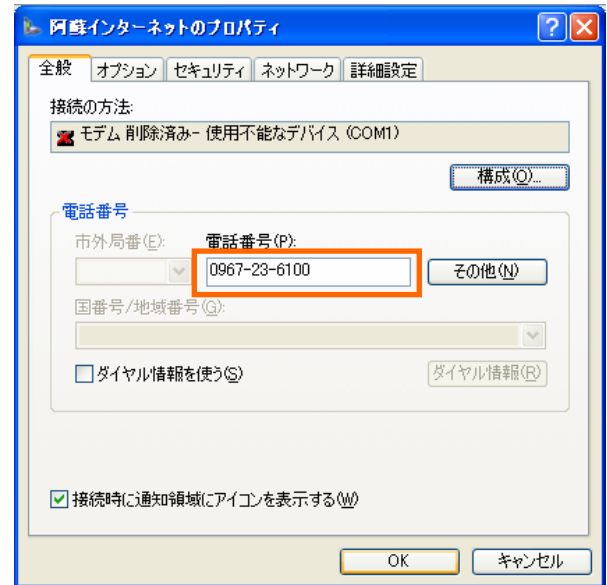 阿蘇インターネットのプロパティ
全般 オプション セキュリティ ネットワーク 詳細設定
接続の方法:
モデム 削除済み- 使用不能なデバイス (COM1)
構成(O)...
電話番号
市外局番(E): 電話番号(P):
0967-23-6100 その他(N)
国番号/地域番号(G):
ダイヤル情報を使う(S) ダイヤル情報(R)
接続時に通知領域にアイコンを表示する(W)
OK キャンセル